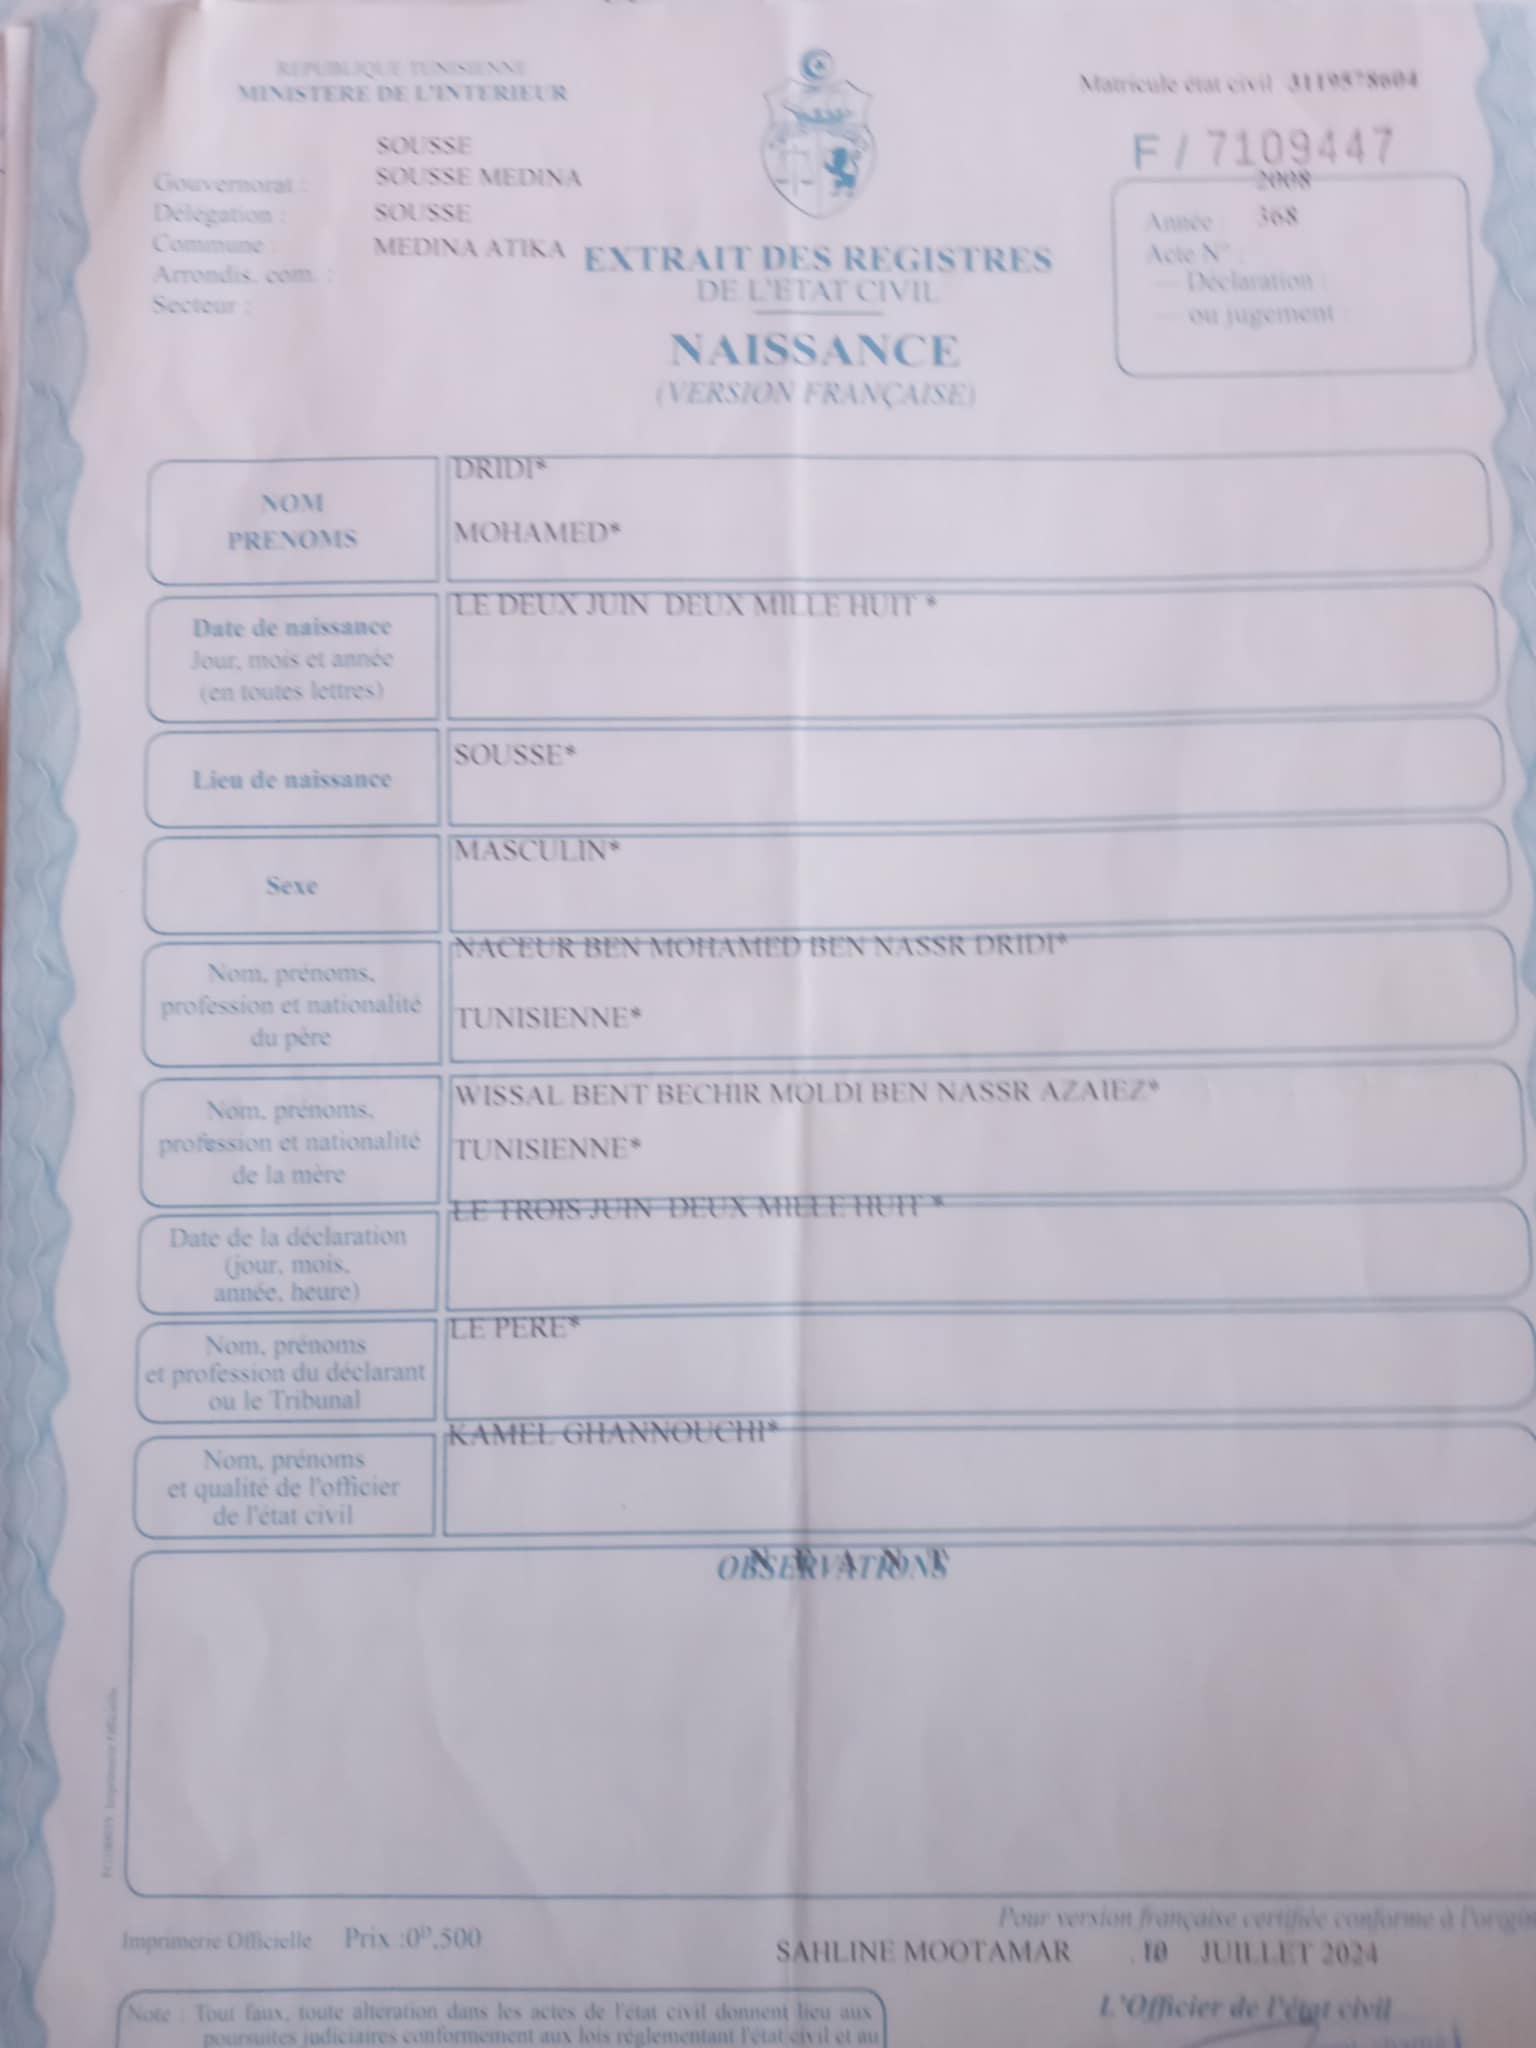 REPUBLIQUE TUNISIENNE
MINISTERE DE L'INTERIEUR
Matricule état civil 3119578604
F / 7109447
SOUSSE
SOUSSE MEDINA
SOUSSE
MEDINA ATIKA
Gouvernorat :
Délégation :
Commune :
Arrondis. com. :
Secteur :
2008
Année : 368
Acte N° :
— Déclaration :
— ou jugement :
EXTRAIT DES REGISTRES
DE L'ETAT CIVIL
NAISSANCE
(VERSION FRANÇAISE)
NOM
PRENOMS
DRIDI*
MOHAMED*
Date de naissance
Jour, mois et année
(en toutes lettres)
LE DEUX JUIN DEUX MILLE HUIT *
Lieu de naissance
SOUSSE*
Sexe
MASCULIN*
Nom, prénoms,
profession et nationalité
du père
NACEUR BEN MOHAMED BEN NASSR DRIDI*
TUNISIENNE*
Nom, prénoms,
profession et nationalité
de la mère
WISSAL BENT BECHIR MOLDI BEN NASSR AZAIEZ*
TUNISIENNE*
Date de la déclaration
(jour, mois,
année, heure)
LE TROIS JUIN DEUX MILLE HUIT *
Nom, prénoms
et profession du déclarant
ou le Tribunal
LE PERE*
Nom, prénoms
et qualité de l'officier
de l'état civil
KAMEL GHANNOUCHI*
OBSERVATIONS
N E A N T
Imprimerie Officielle Prix :0ᴰ,500
Pour version française certifiée conforme à l'origin
SAHLINE MOOTAMAR . 10 JUILLET 2024
L'Officier de l'état civil
Note : Tout faux, toute altération dans les actes de l'état civil donnent lieu aux
poursuites judiciaires conformement aux lois réglementant l'état civil et au